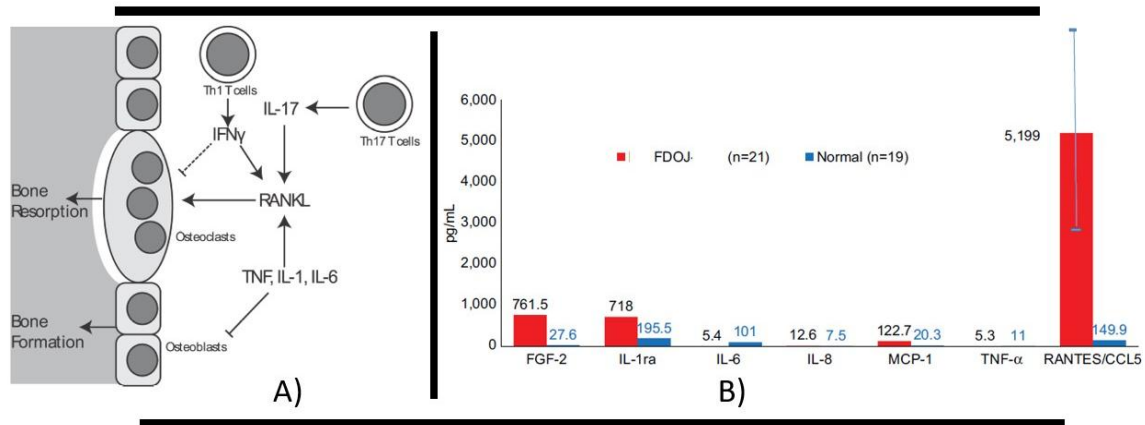 Th1 T cells
IL-17
Th17 T cells
IFNγ
Bone
Resorption
RANKL
Osteoclasts
TNF, IL-1, IL-6
Bone
Formation
Osteoblasts
A)
6,000
5,000
4,000
3,000
2,000
1,000
0
pg/mL
FDOJ- (n=21) Normal (n=19)
5,199
761.5 27.6 718 195.5 5.4 101 12.6 7.5 122.7 20.3 5.3 11 149.9
FGF-2 IL-1ra IL-6 IL-8 MCP-1 TNF-α RANTES/CCL5
B)